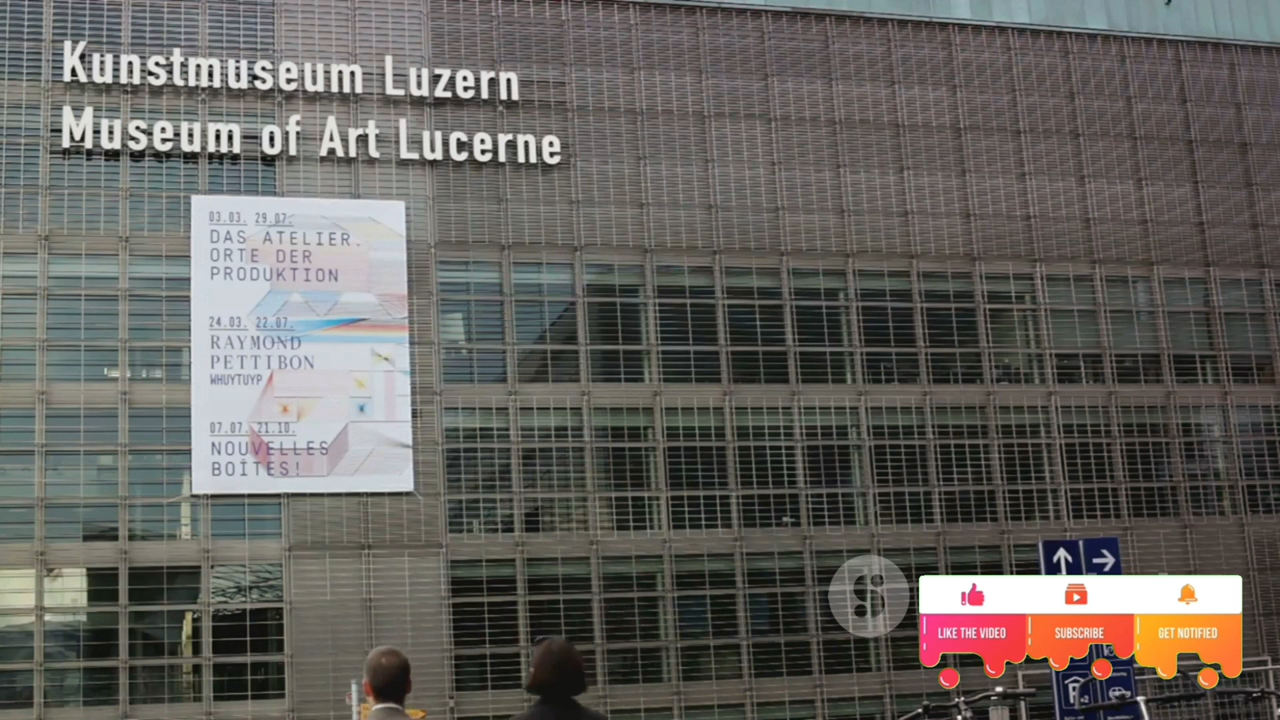 Kunstmuseum Luzern
Museum of Art Lucerne
03.03. 29.07.
DAS ATELIER.
ORTE DER
PRODUKTION
24.03. 22.07.
RAYMOND
PETTIBON
WHUYTUYP
07.07. 21.10.
NOUVELLES
BOÎTES!
LIKE THE VIDEO
SUBSCRIBE
GET NOTIFIED